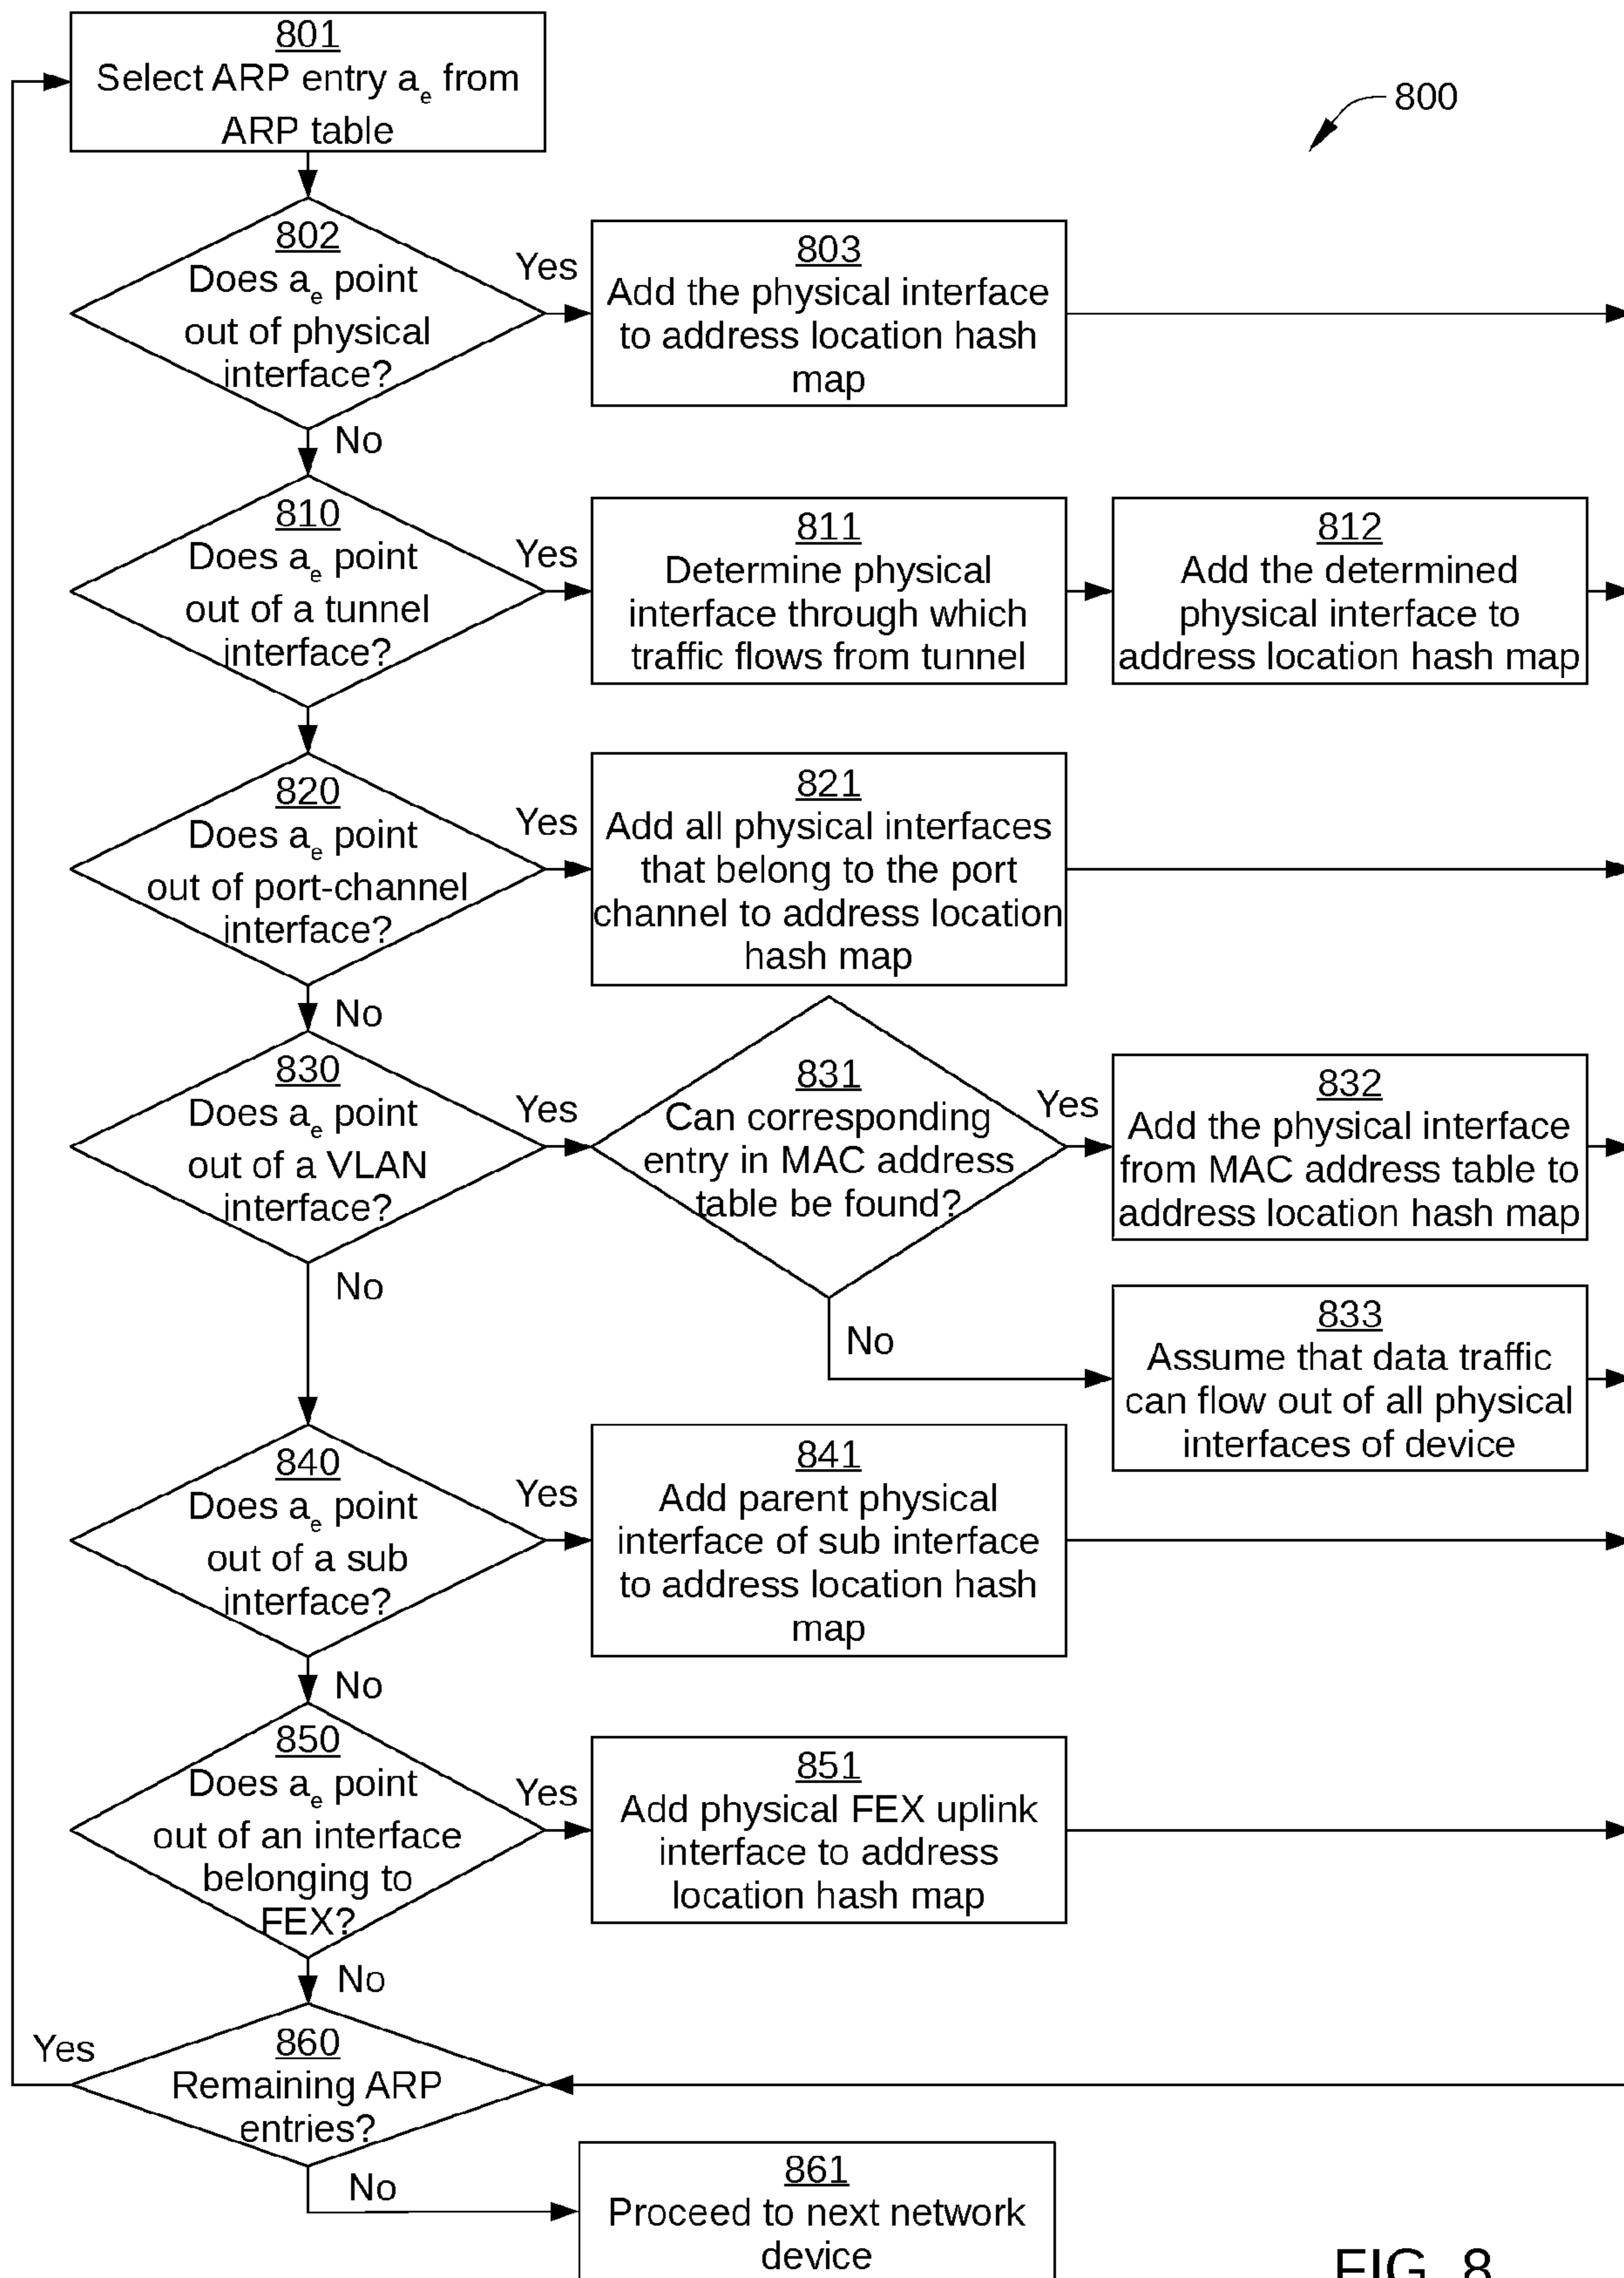 801
Select ARP entry aₑ from
ARP table
800
802
Does aₑ point
out of physical
interface?
Yes
803
Add the physical interface
to address location hash
map
No
810
Does aₑ point
out of a tunnel
interface?
Yes
811
Determine physical
interface through which
traffic flows from tunnel
812
Add the determined
physical interface to
address location hash map
820
Does aₑ point
out of port-channel
interface?
Yes
821
Add all physical interfaces
that belong to the port
channel to address location
hash map
No
830
Does aₑ point
out of a VLAN
interface?
Yes
831
Can corresponding
entry in MAC address
table be found?
Yes
832
Add the physical interface
from MAC address table to
address location hash map
No
No
833
Assume that data traffic
can flow out of all physical
interfaces of device
840
Does aₑ point
out of a sub
interface?
Yes
841
Add parent physical
interface of sub interface
to address location hash
map
No
850
Does aₑ point
out of an interface
belonging to
FEX?
Yes
851
Add physical FEX uplink
interface to address
location hash map
No
Yes
860
Remaining ARP
entries?
No
861
Proceed to next network
device
FIG. 8